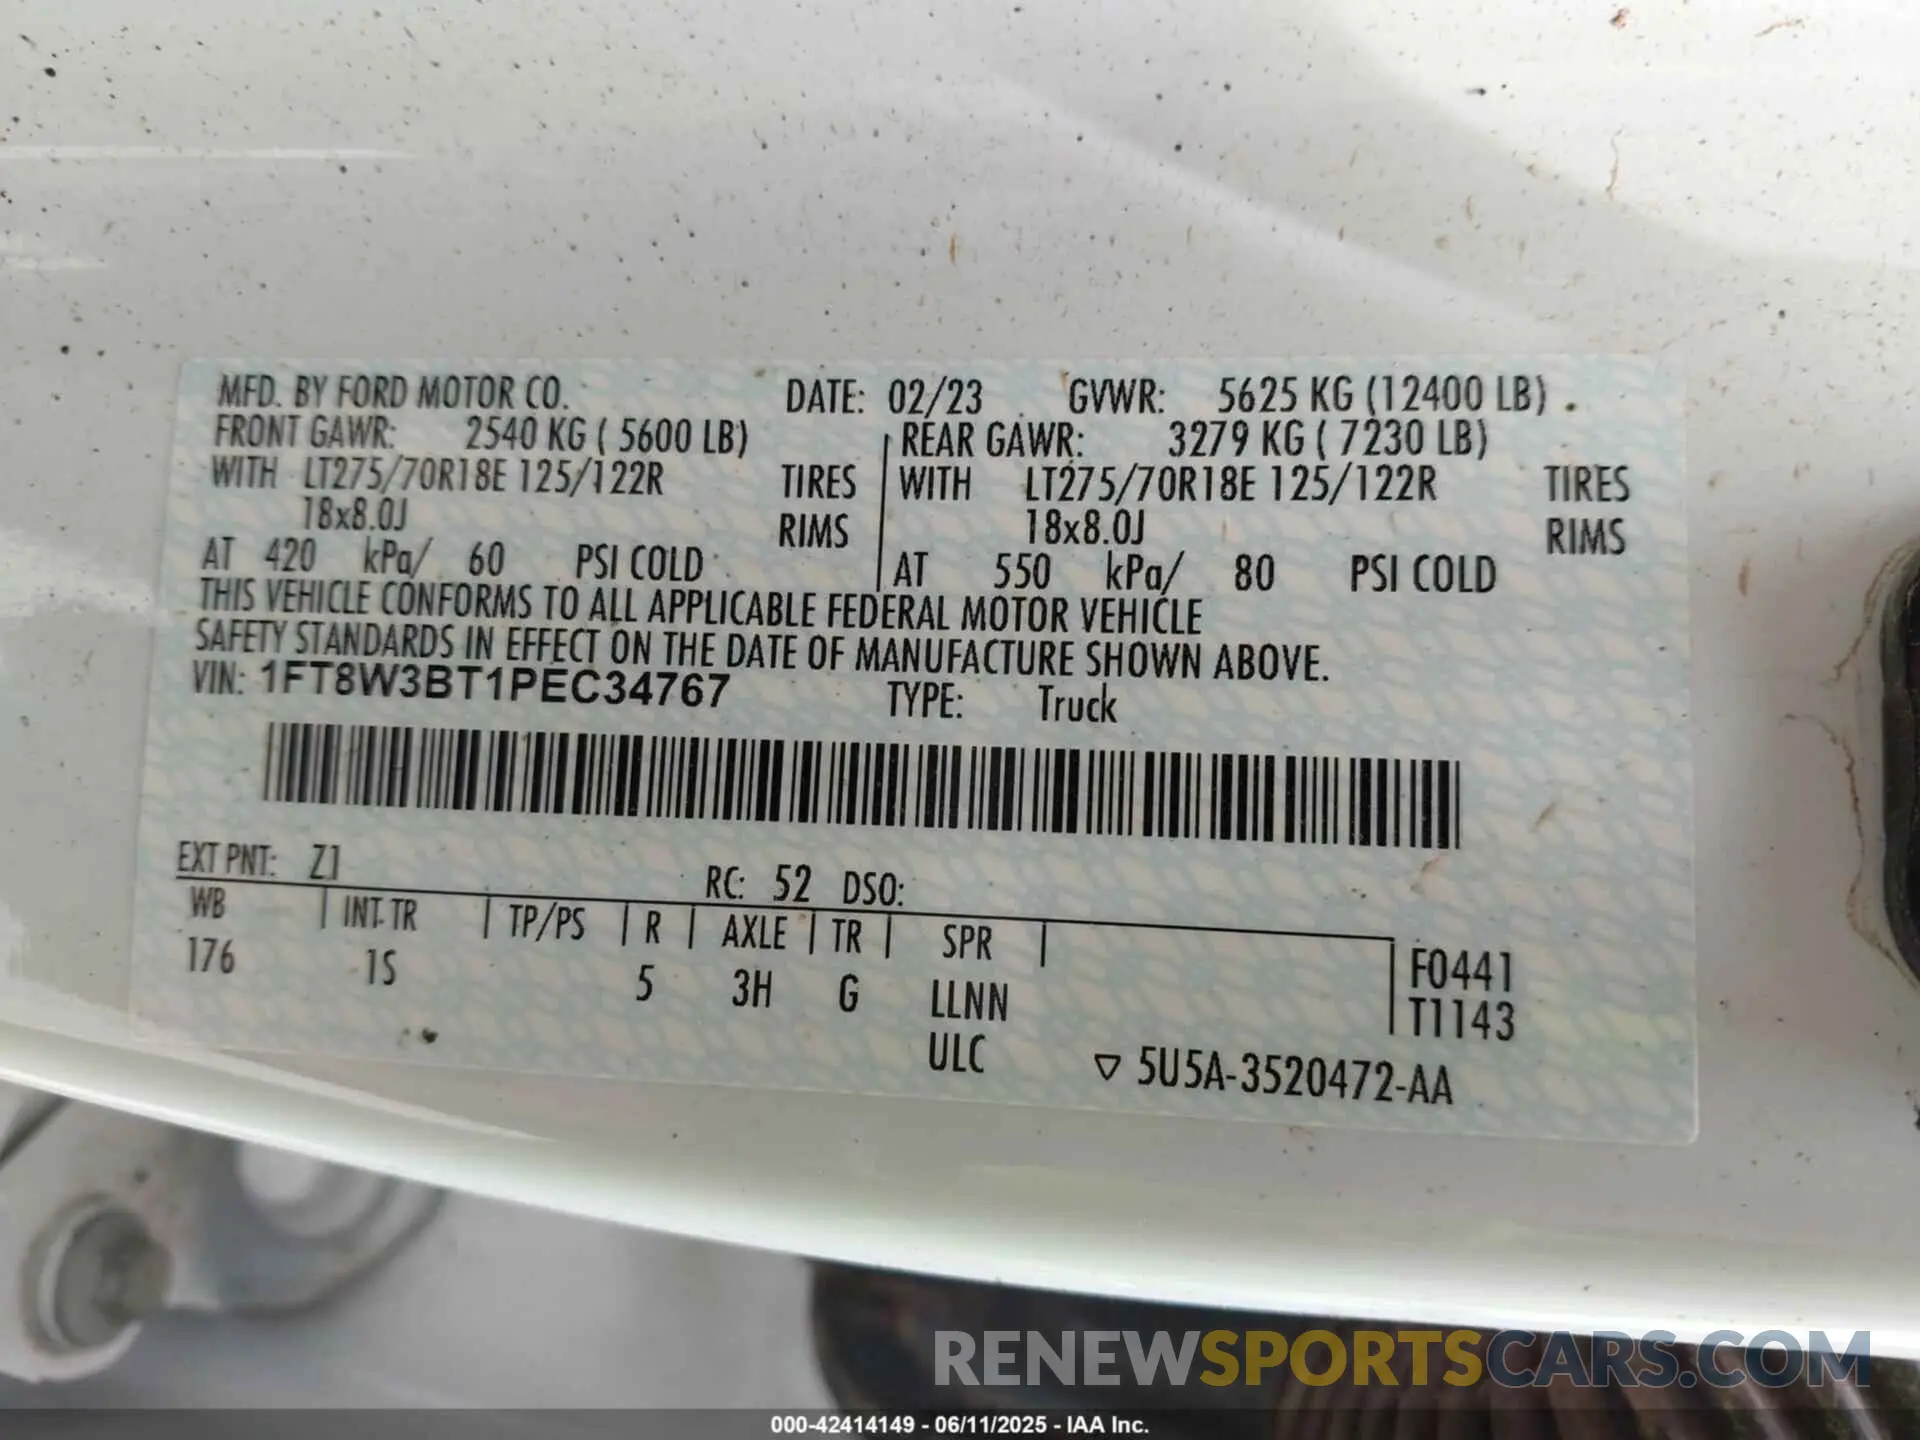 MFD. BY FORD MOTOR CO. DATE: 02/23 GVWR: 5625 KG (12400 LB)
FRONT GAWR: 2540 KG ( 5600 LB) REAR GAWR: 3279 KG ( 7230 LB)
WITH LT275/70R18E 125/122R TIRES WITH LT275/70R18E 125/122R TIRES
18x8.0J RIMS 18x8.0J RIMS
AT 420 kPa/ 60 PSI COLD AT 550 kPa/ 80 PSI COLD
THIS VEHICLE CONFORMS TO ALL APPLICABLE FEDERAL MOTOR VEHICLE
SAFETY STANDARDS IN EFFECT ON THE DATE OF MANUFACTURE SHOWN ABOVE.
VIN: 1FT8W3BT1PEC34767 TYPE: Truck
EXT PNT: Z1 RC: 52 DSO:
WB INT TR TP/PS R AXLE TR SPR F0441
176 1S 5 3H G LLNN T1143
ULC 5U5A-3520472-AA
RENEWSPORTSCARS.COM
000-42414149 - 06/11/2025 - IAA Inc.